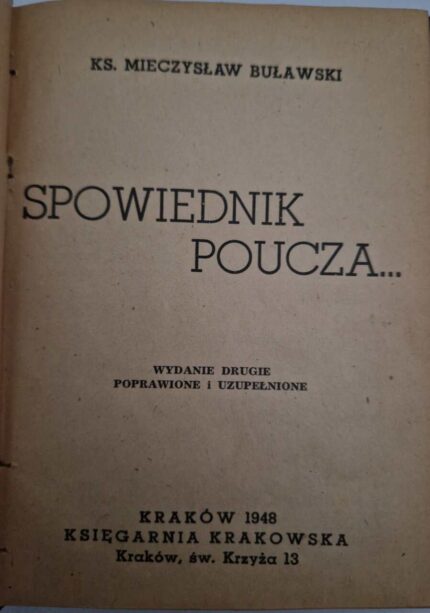 KS. MIECZYSŁAW BUŁAWSKI
SPOWIEDNIK
POUCZA...
WYDANIE DRUGIE
POPRAWIONE i UZUPEŁNIONE
KRAKÓW 1948
KSIĘGARNIA KRAKOWSKA
Kraków, św. Krzyża 13